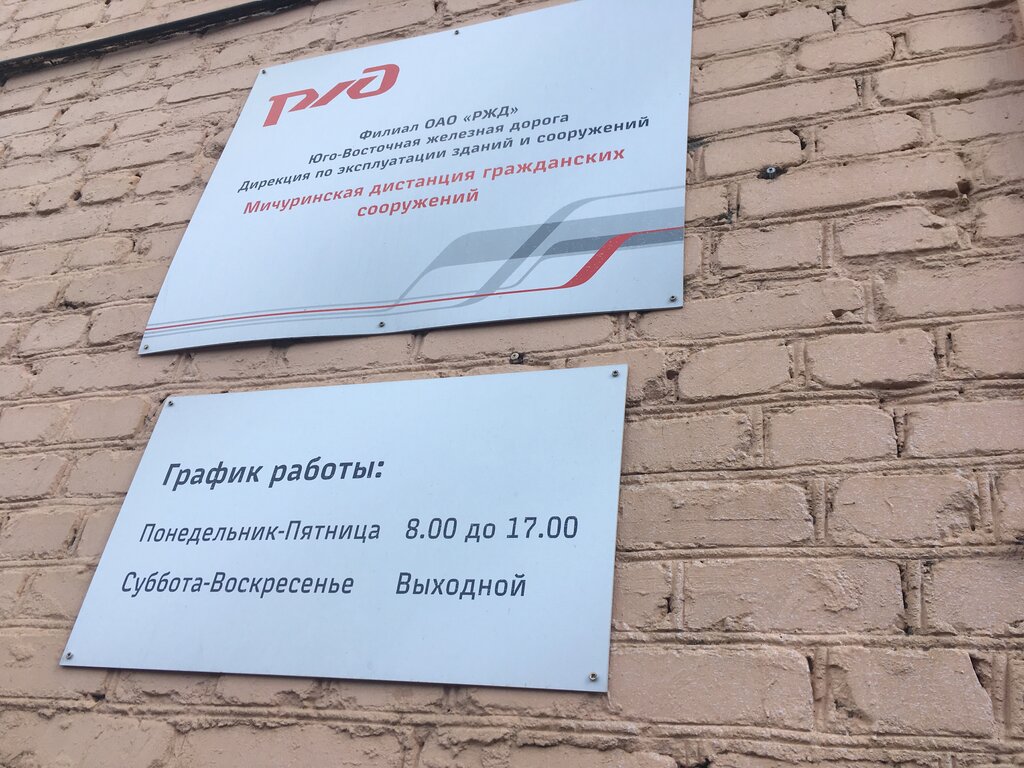 РЖД
Филиал ОАО «РЖД»
Юго-Восточная железная дорога
Дирекция по эксплуатации зданий и сооружений
Мичуринская дистанция гражданских
сооружений
График работы:
Понедельник-Пятница 8.00 до 17.00
Суббота-Воскресенье Выходной